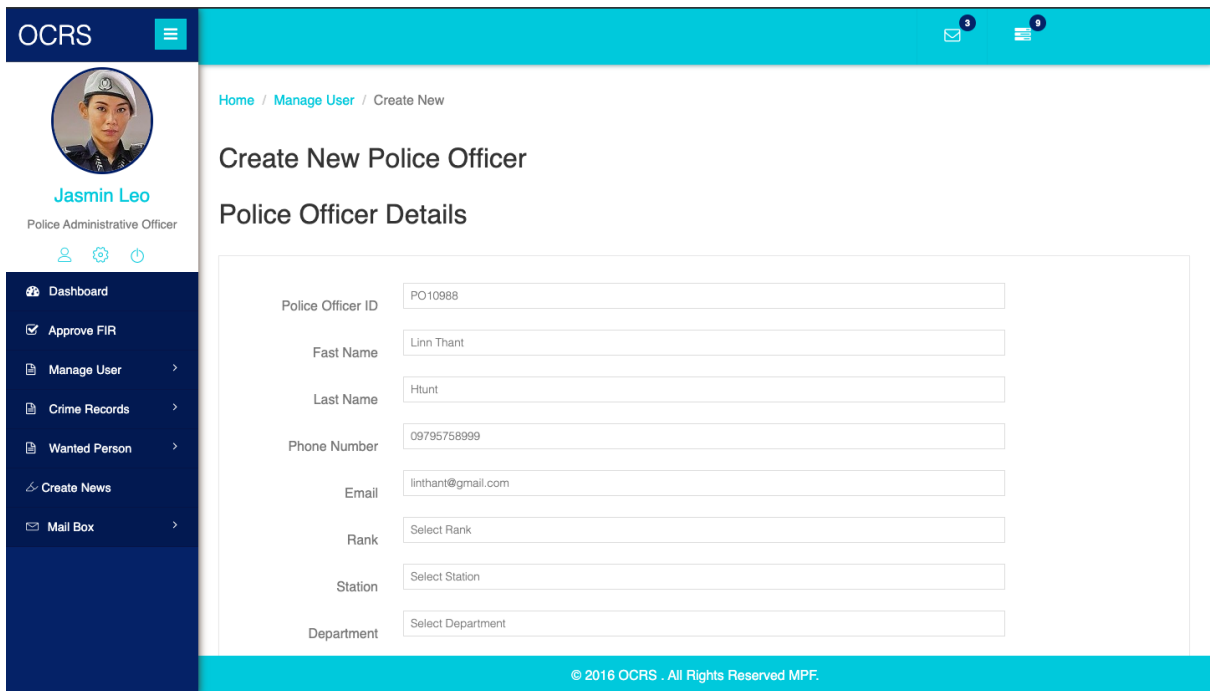 OCRS
3
9
Jasmin Leo
Police Administrative Officer
Dashboard
Approve FIR
Manage User
Crime Records
Wanted Person
Create News
Mail Box
Home / Manage User / Create New
Create New Police Officer
Police Officer Details
Police Officer ID PO10988
Fast Name Linn Thant
Last Name Htunt
Phone Number 09795758999
Email linthant@gmail.com
Rank Select Rank
Station Select Station
Department Select Department
© 2016 OCRS . All Rights Reserved MPF.